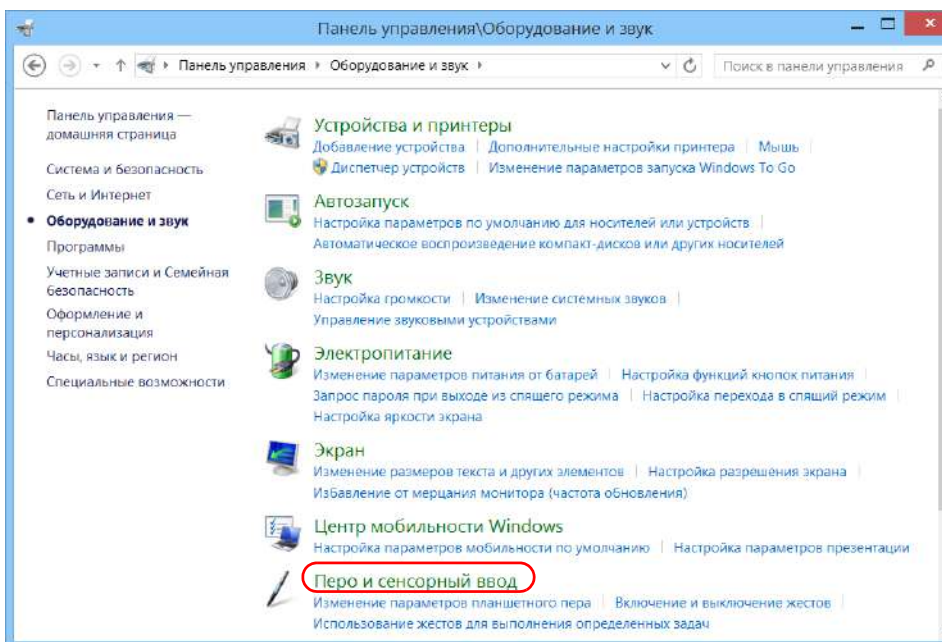 Панель управления\Оборудование и звук
Панель управления Оборудование и звук
Поиск в панели управления
Панель управления —
домашняя страница
Система и безопасность
Сеть и Интернет
Оборудование и звук
Программы
Учетные записи и Семейная
безопасность
Оформление и
персонализация
Часы, язык и регион
Специальные возможности
Устройства и принтеры
Добавление устройства | Дополнительные настройки принтера | Мышь |
Диспетчер устройств | Изменение параметров запуска Windows To Go
Автозапуск
Настройка параметров по умолчанию для носителей или устройств |
Автоматическое воспроизведение компакт-дисков или других носителей
Звук
Настройка громкости | Изменение системных звуков |
Управление звуковыми устройствами
Электропитание
Изменение параметров питания от батарей | Настройка функций кнопок питания |
Запрос пароля при выходе из спящего режима | Настройка перехода в спящий режим |
Настройка яркости экрана
Экран
Изменение размеров текста и других элементов | Настройка разрешения экрана |
Избавление от мерцания монитора (частота обновления)
Центр мобильности Windows
Настройка параметров мобильности по умолчанию | Настройка параметров презентации
Перо и сенсорный ввод
Изменение параметров планшетного пера | Включение и выключение жестов |
Использование жестов для выполнения определенных задач